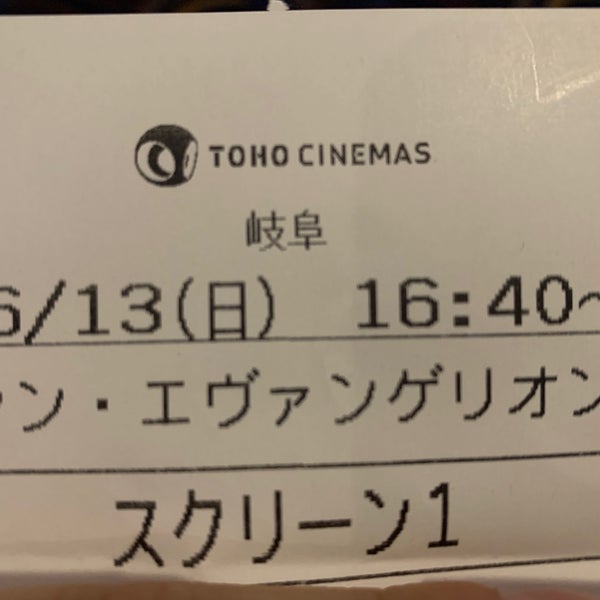 TOHO CINEMAS
岐阜
6/13(日) 16:40~
ン・エヴァンゲリオン
スクリーン1